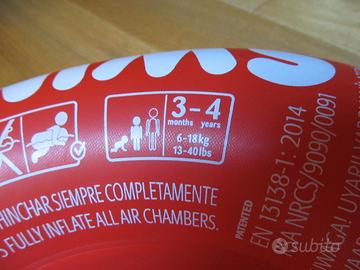 3-4
months years
6-18kg
13-40lbs
HINCHAR SIEMPRE COMPLETAMENTE
FULLY INFLATE ALL AIR CHAMBERS.
PATENTED
EN 13138-1: 2014
NRCS/9090/0091
subito